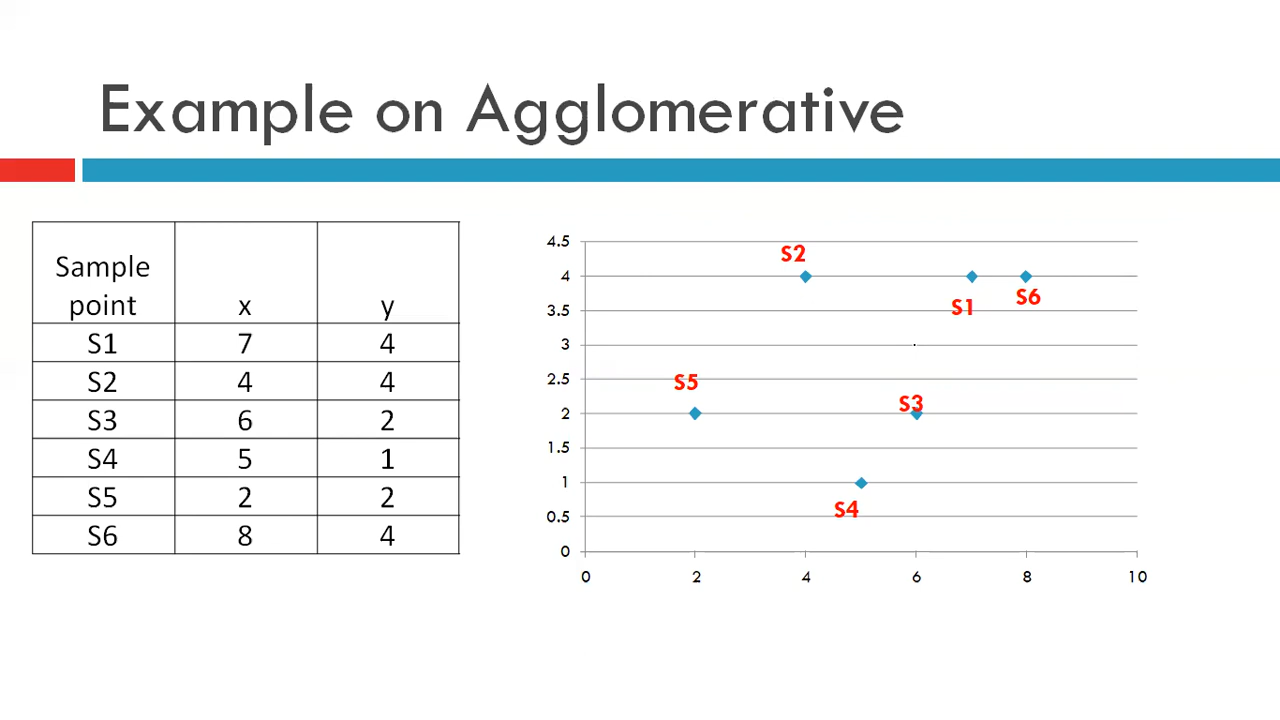 Example on Agglomerative
Sample point x y
S1 7 4
S2 4 4
S3 6 2
S4 5 1
S5 2 2
S6 8 4
4.5
4
3.5
3
2.5
2
1.5
1
0.5
0
S2
S1
S6
S5
S3
S4
0 2 4 6 8 10